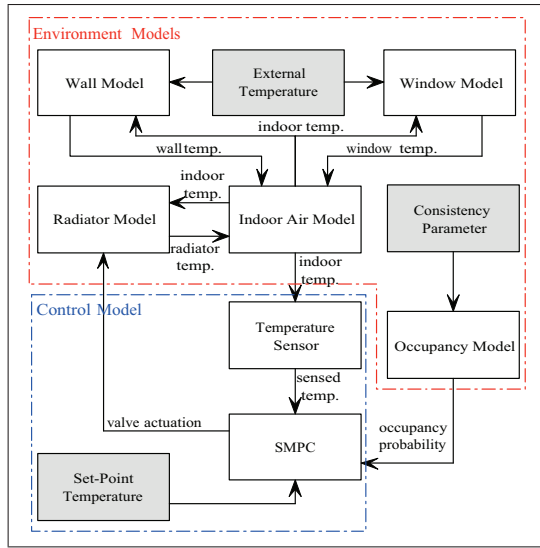 Environment Models
Wall Model
External
Temperature
Window Model
indoor temp.
wall temp.
window temp.
indoor
temp.
Radiator Model
Indoor Air Model
Consistency
Parameter
radiator
temp.
indoor
temp.
Control Model
Temperature
Sensor
Occupancy Model
sensed
temp.
valve actuation
occupancy
probability
SMPC
Set-Point
Temperature